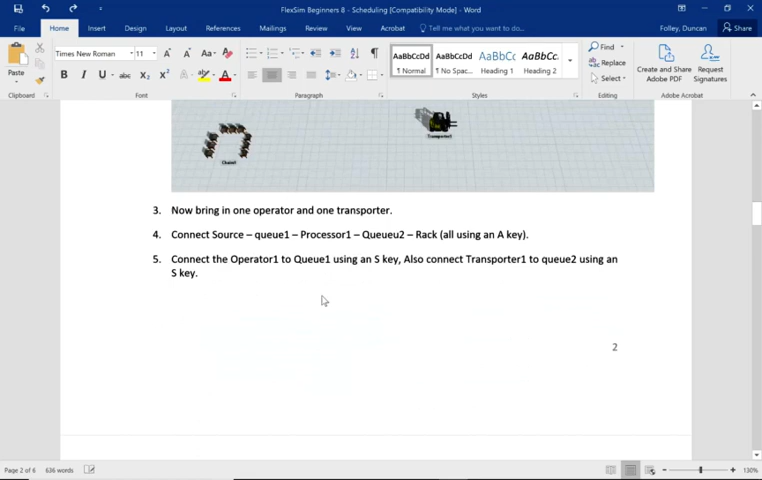 FlexSim Beginners 8 - Scheduling [Compatibility Mode] - Word
Folley, Duncan
File Home Insert Design Layout References Mailings Review View Acrobat Tell me what you want to do... Share
Paste
Clipboard
Times New Roman 11
Font
Paragraph
AaBbCcDd AaBbCcDd AaBbCc AaBbCc.
¶ Normal ¶ No Spac... Heading 1 Heading 2
Styles
Find
Replace
Select
Editing
Create and Share Adobe PDF
Request Signatures
Adobe Acrobat
Transporter1
3. Now bring in one operator and one transporter.
4. Connect Source – queue1 – Processor1 – Queueu2 – Rack (all using an A key).
5. Connect the Operator1 to Queue1 using an S key, Also connect Transporter1 to queue2 using an
S key.
2
Page 2 of 6 636 words 130%